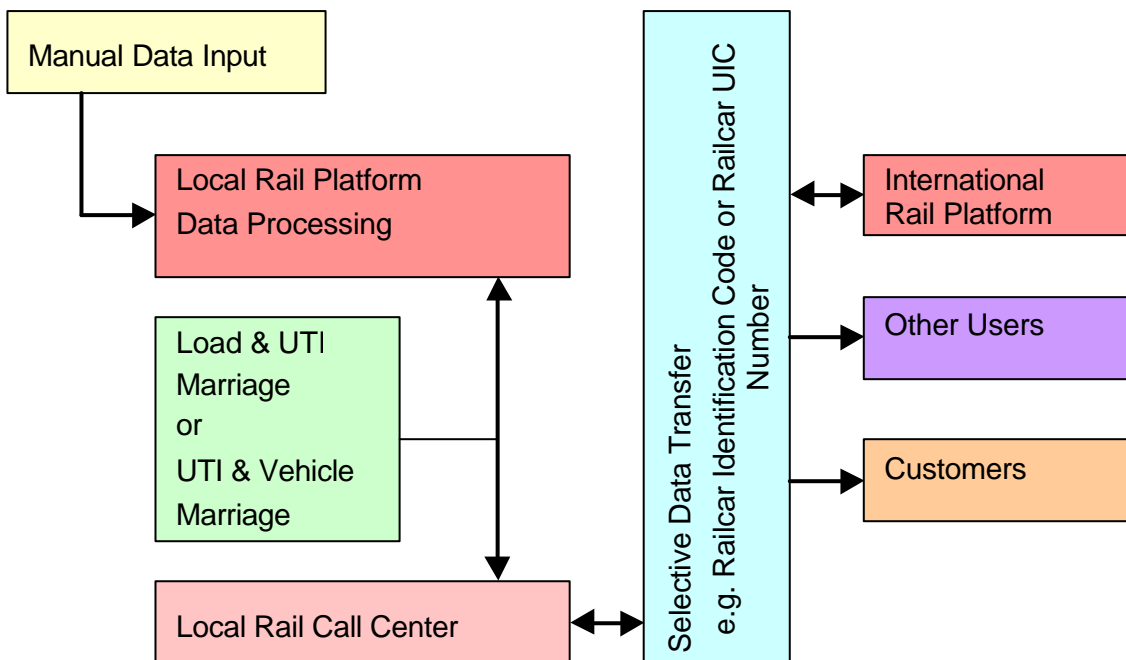 Manual Data Input
Local Rail Platform
Data Processing
Load & UTI
Marriage
or
UTI & Vehicle
Marriage
Local Rail Call Center
Selective Data Transfer
e.g. Railcar Identification Code or Railcar UIC
Number
International
Rail Platform
Other Users
Customers